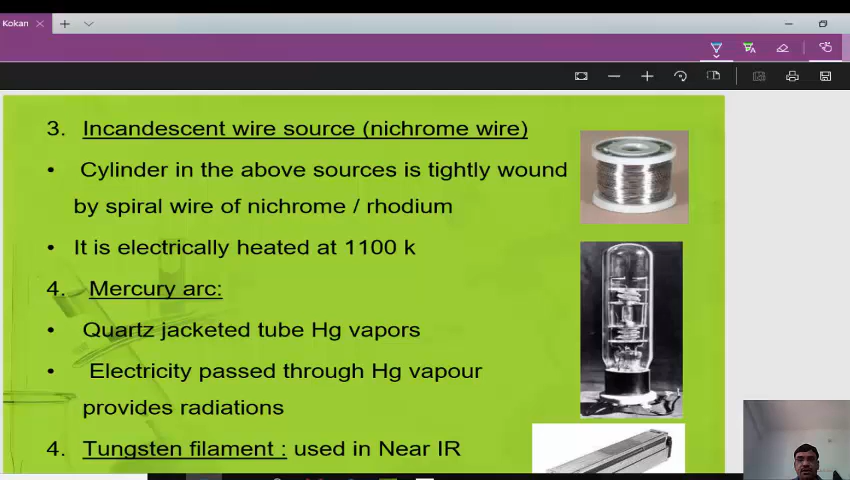 Kokan
3. Incandescent wire source (nichrome wire)
• Cylinder in the above sources is tightly wound
by spiral wire of nichrome / rhodium
• It is electrically heated at 1100 k
4. Mercury arc:
• Quartz jacketed tube Hg vapors
• Electricity passed through Hg vapour
provides radiations
4. Tungsten filament : used in Near IR